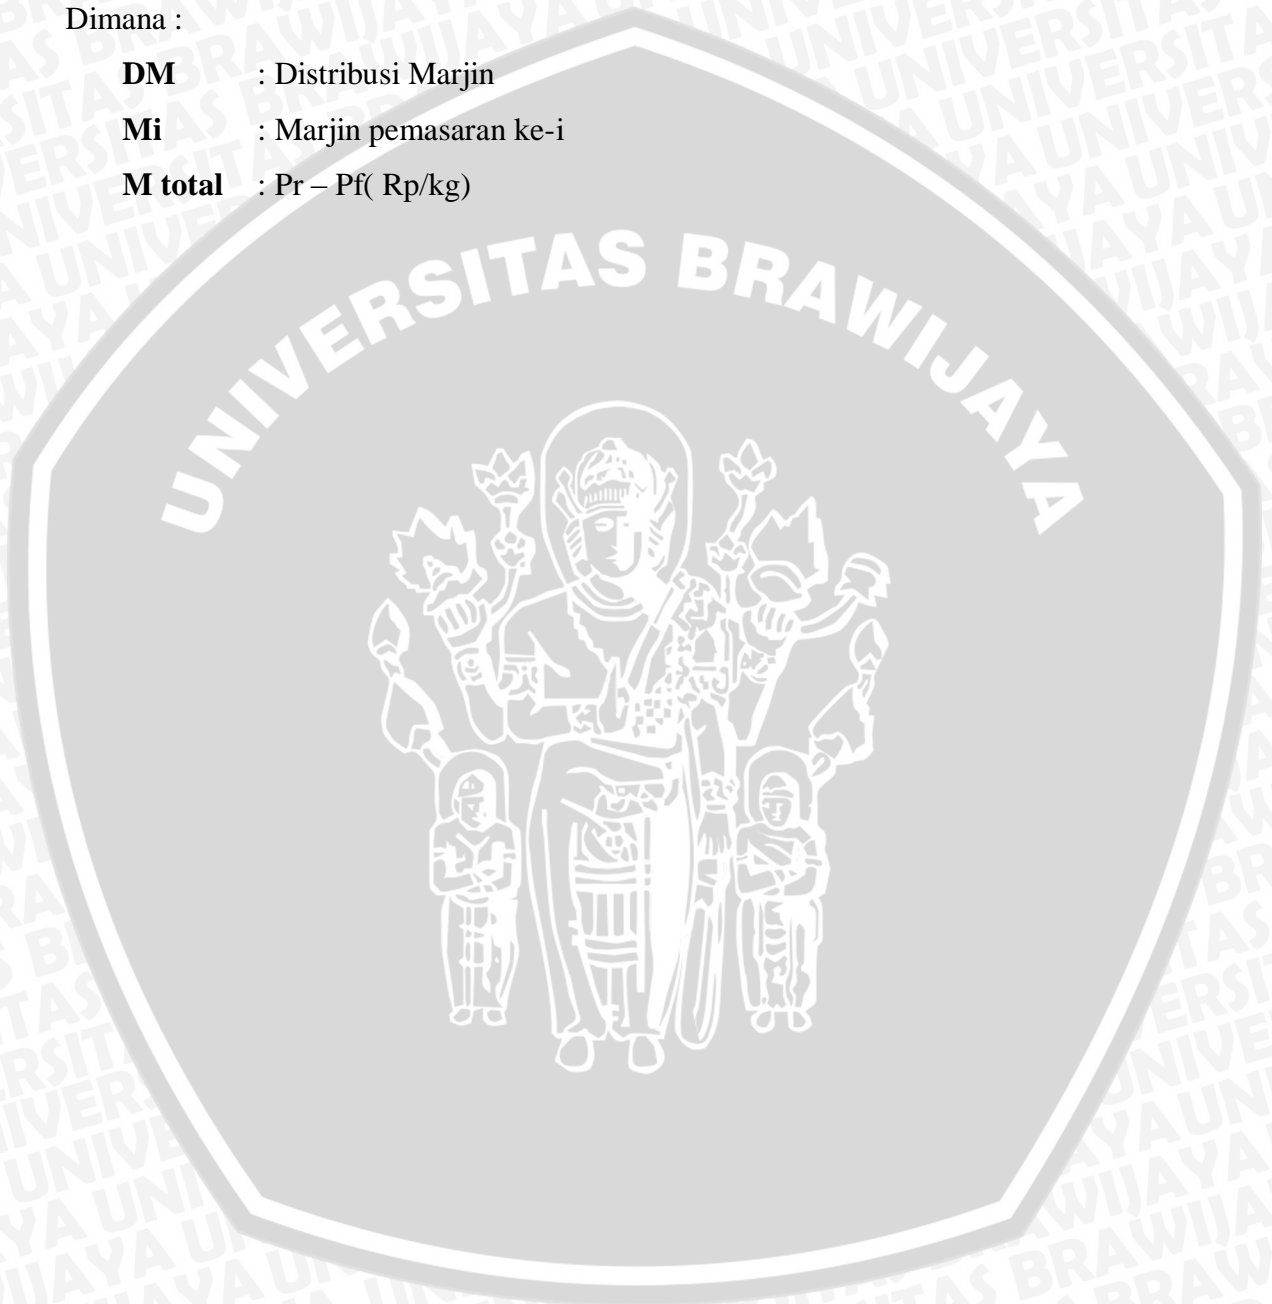 Dimana :
DM : Distribusi Marjin
Mi : Marjin pemasaran ke-i
M total : Pr – Pf( Rp/kg)
UNIVERSITAS BRAWIJAYA